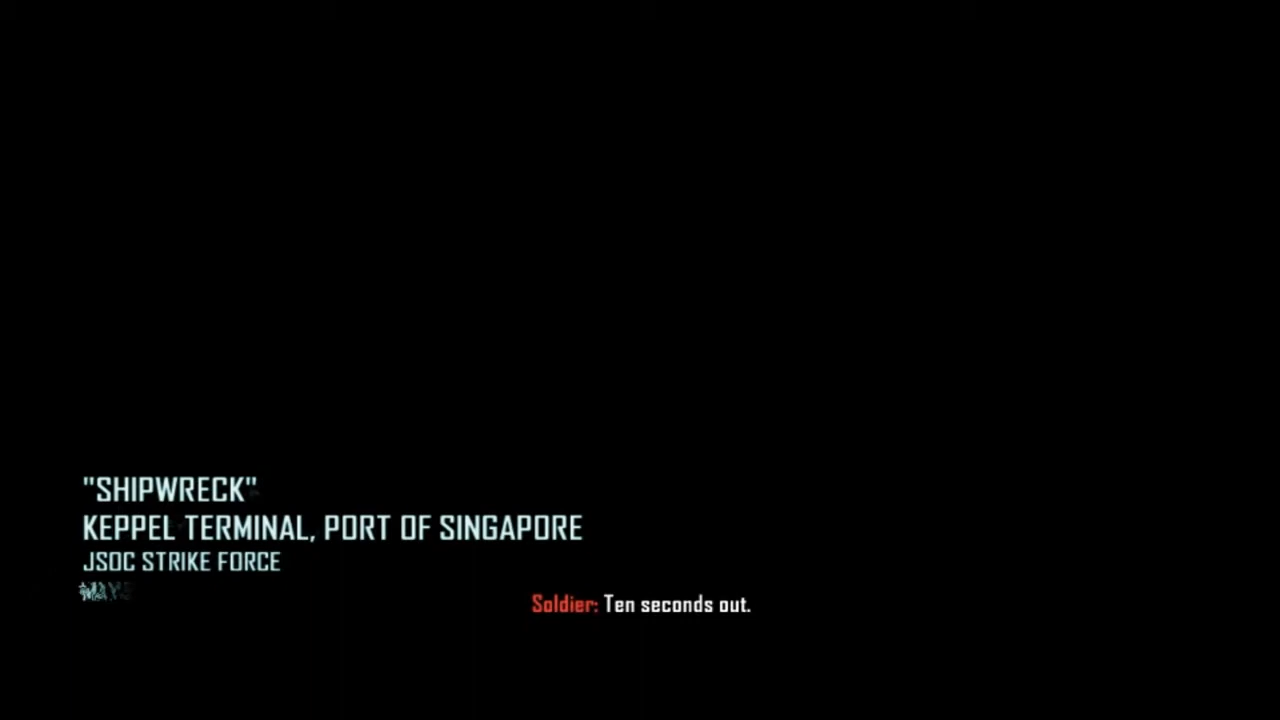 "SHIPWRECK"
KEPPEL TERMINAL, PORT OF SINGAPORE
JSOC STRIKE FORCE
Soldier: Ten seconds out.